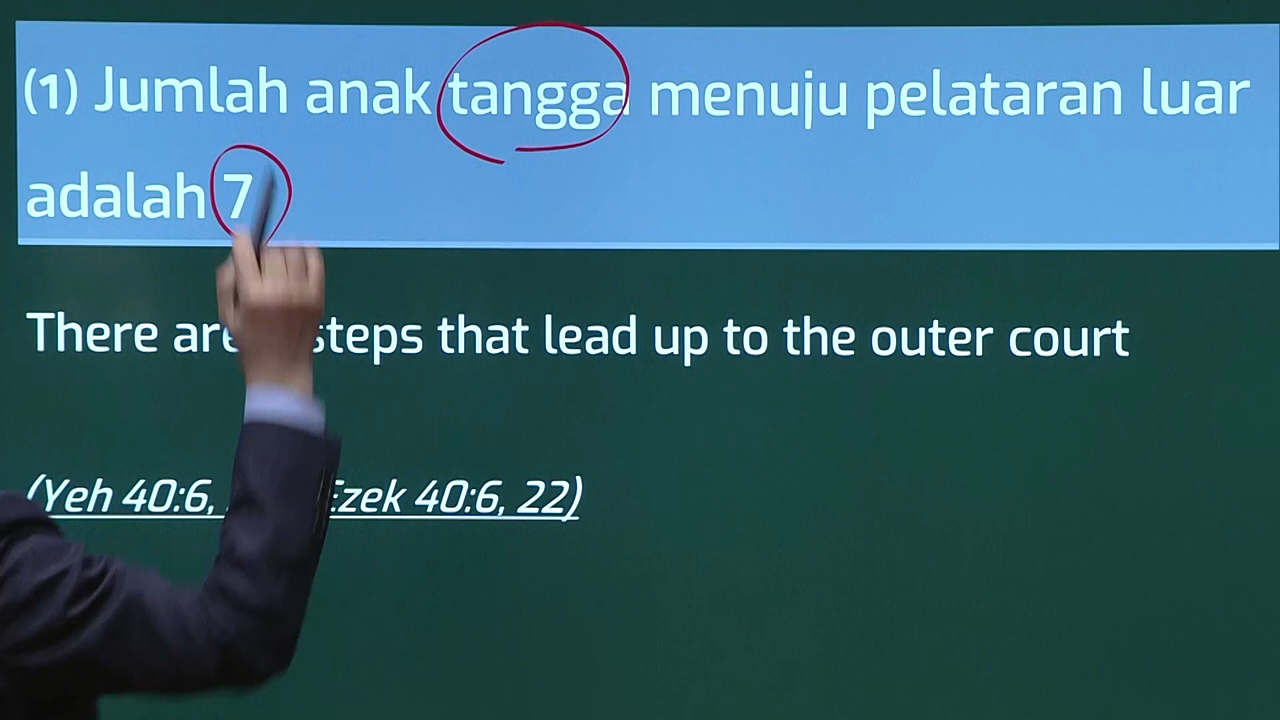 (1) Jumlah anak tangga menuju pelataran luar
adalah 7
There are steps that lead up to the outer court
(Yeh 40:6, Ezek 40:6, 22)